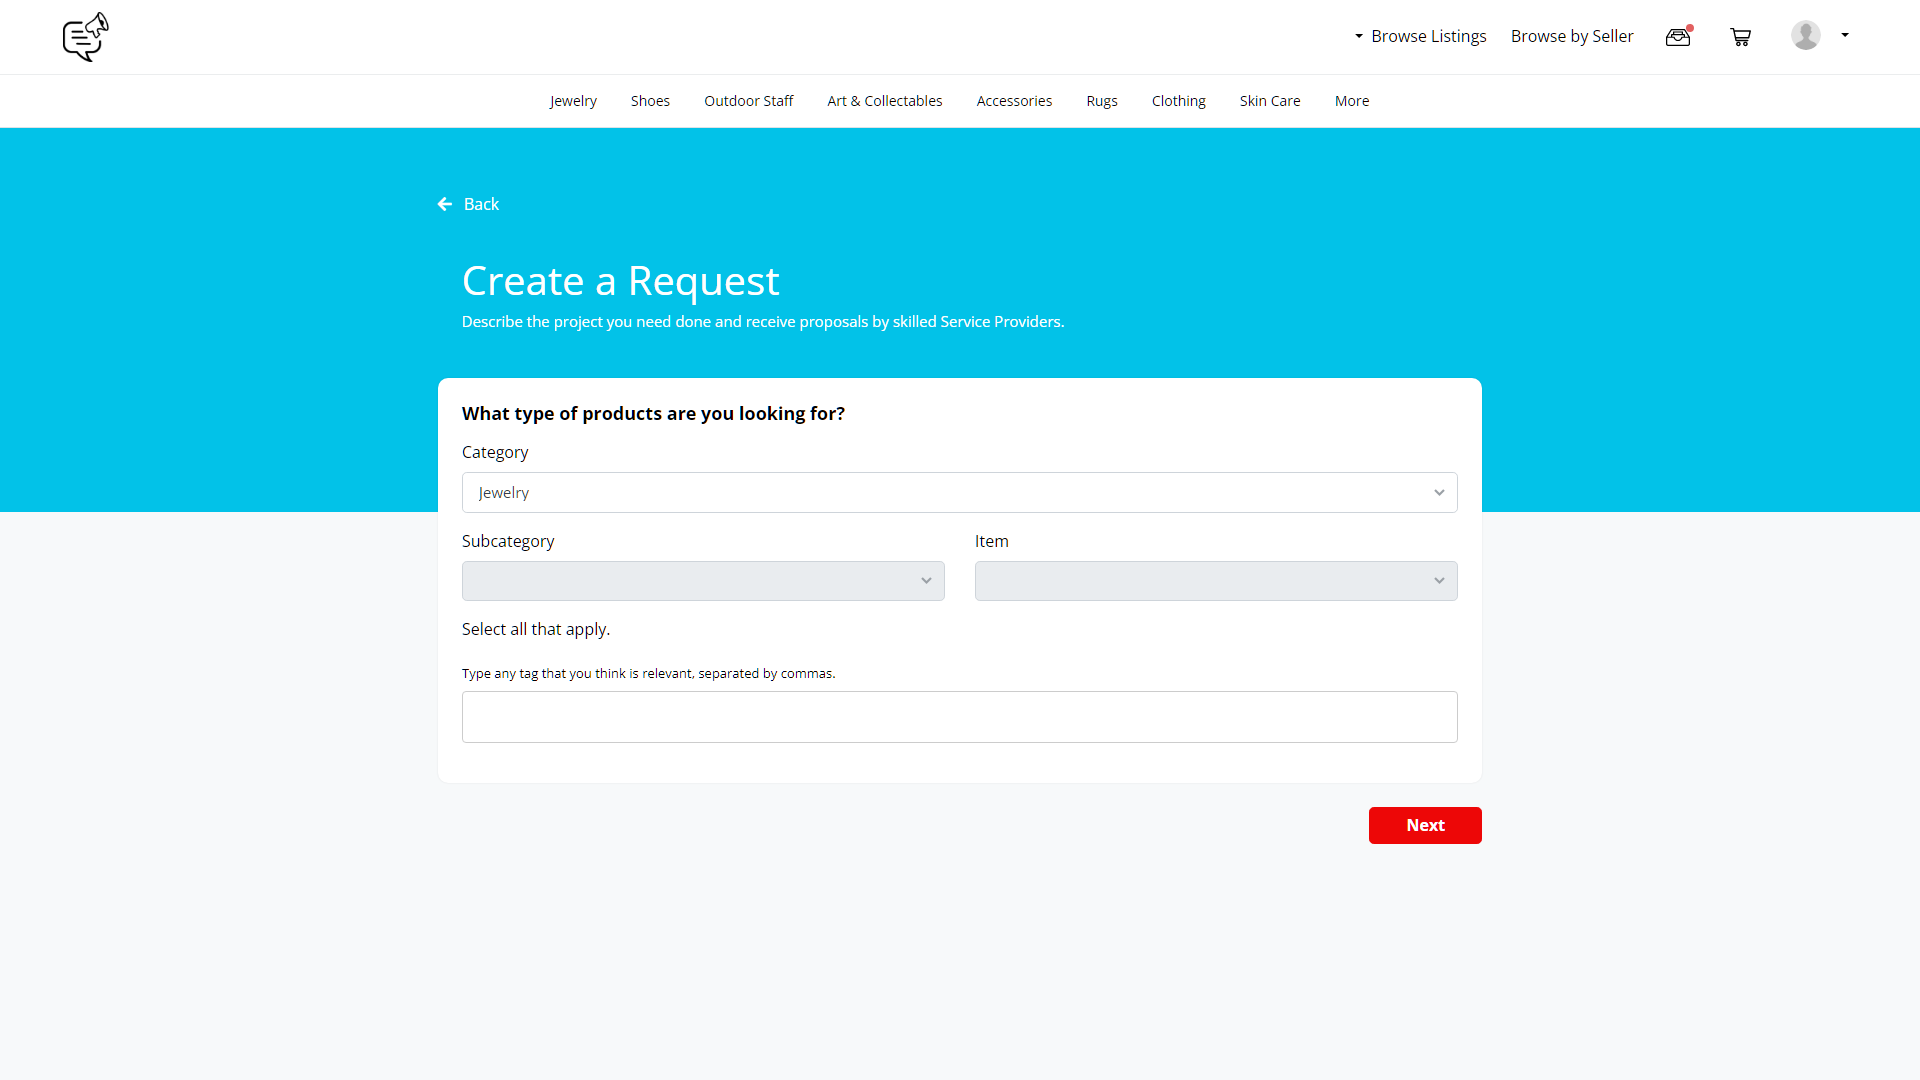 Browse Listings
Browse by Seller
Jewelry
Shoes
Outdoor Staff
Art & Collectables
Accessories
Rugs
Clothing
Skin Care
More
Back
Create a Request
Describe the project you need done and receive proposals by skilled Service Providers.
What type of products are you looking for?
Category
Jewelry
Subcategory
Item
Select all that apply.
Type any tag that you think is relevant, separated by commas.
Next